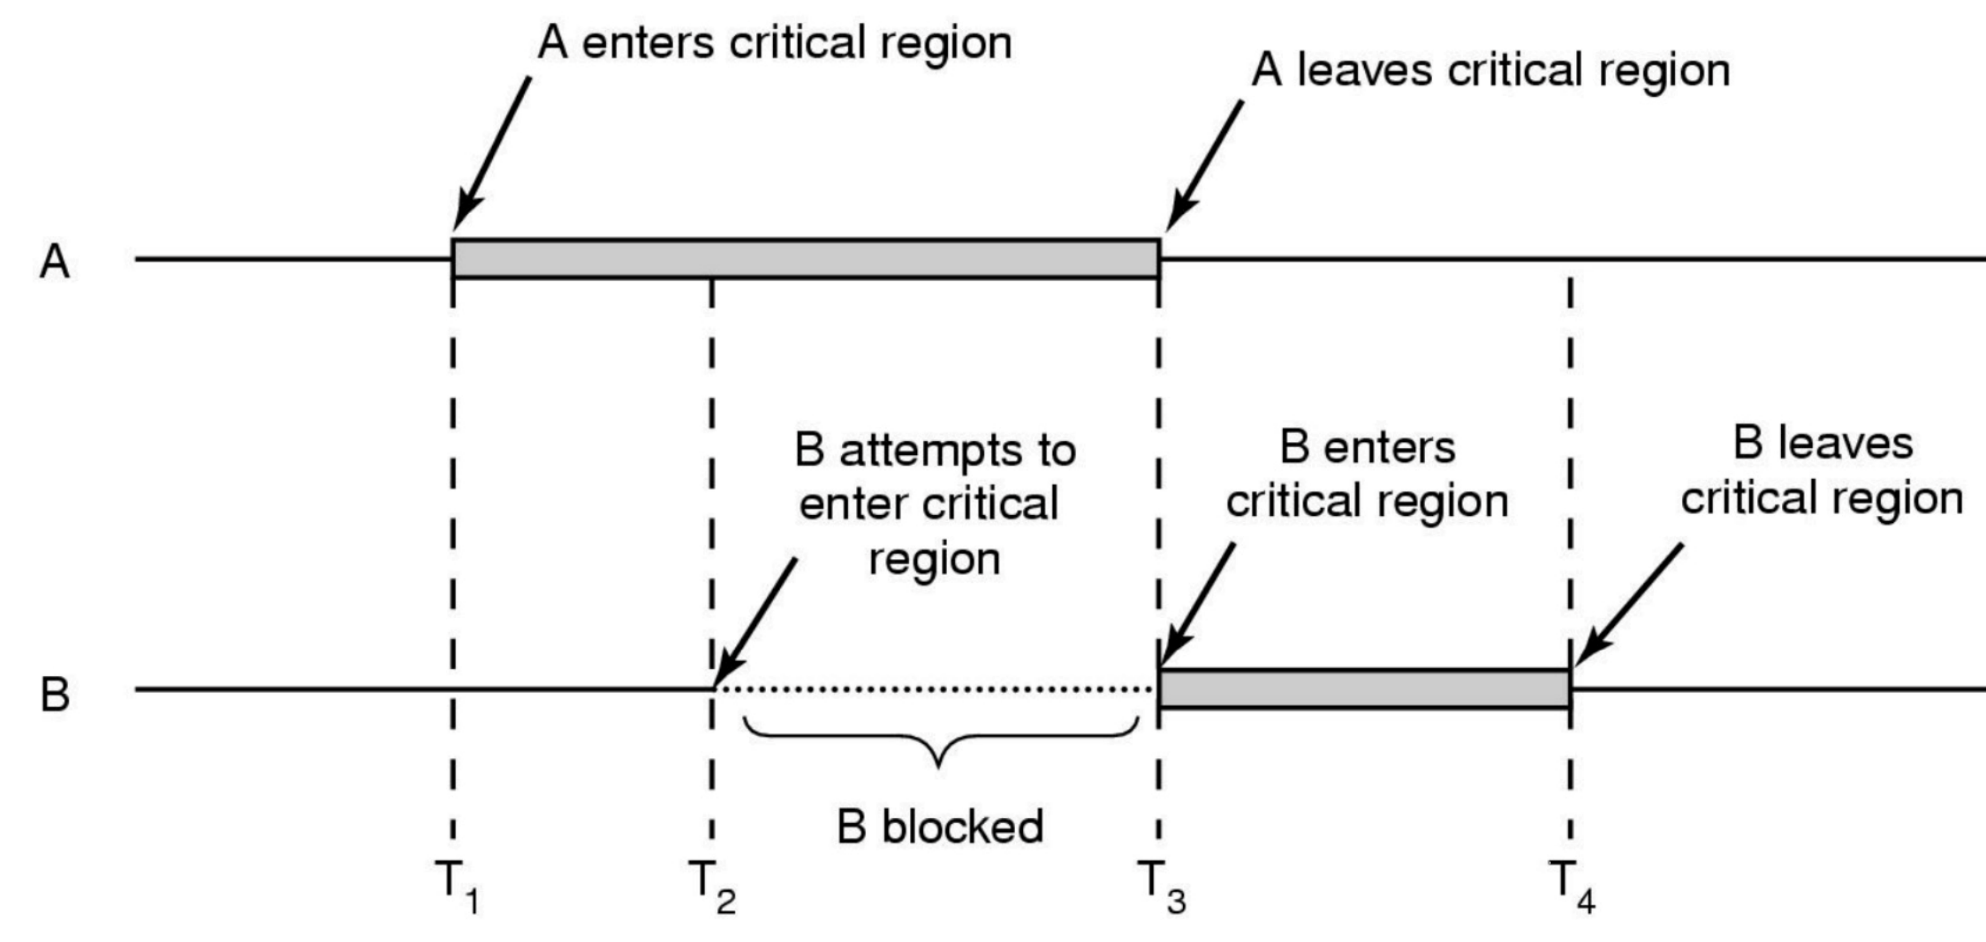 A enters critical region
A leaves critical region
A
B attempts to
enter critical
region
B enters
critical region
B leaves
critical region
B
B blocked
T₁
T₂
T₃
T₄